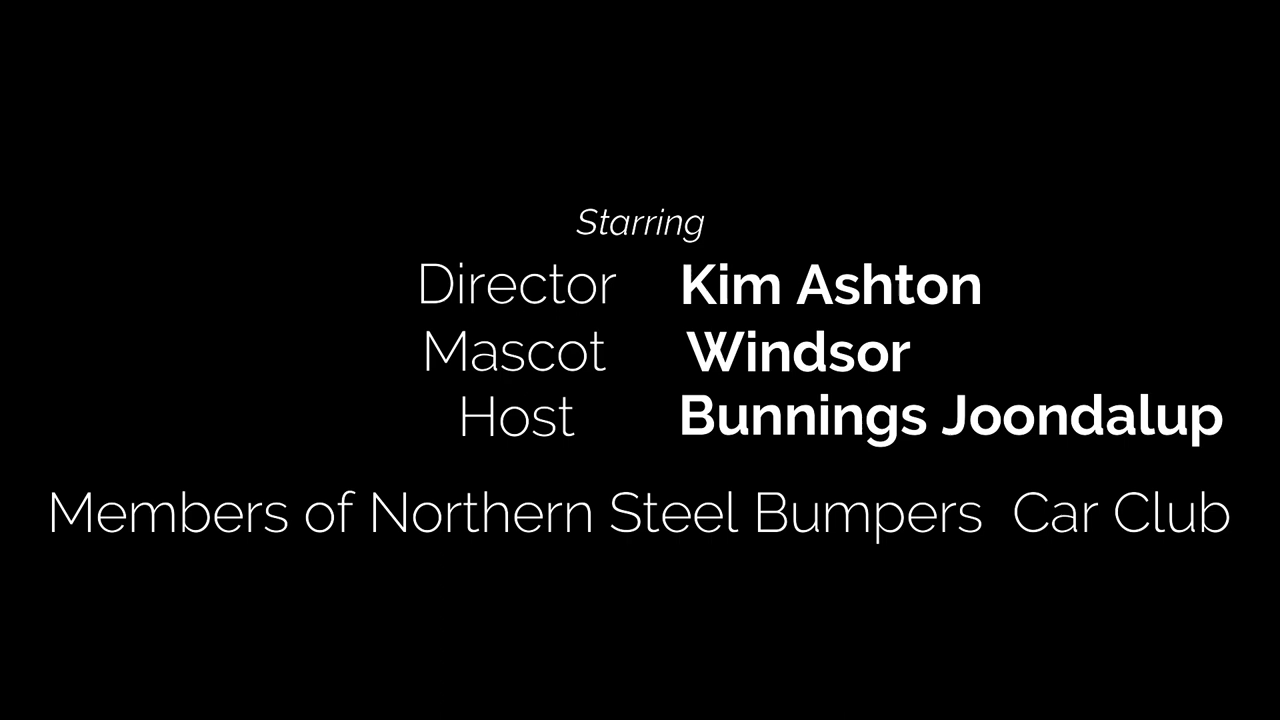 Starring
Director Kim Ashton
Mascot Windsor
Host Bunnings Joondalup
Members of Northern Steel Bumpers Car Club